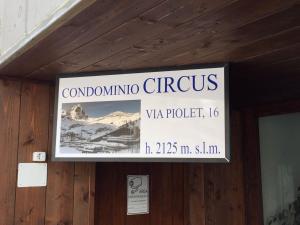 CONDOMINIO CIRCUS
VIA PIOLET, 16
h. 2125 m. s.l.m.